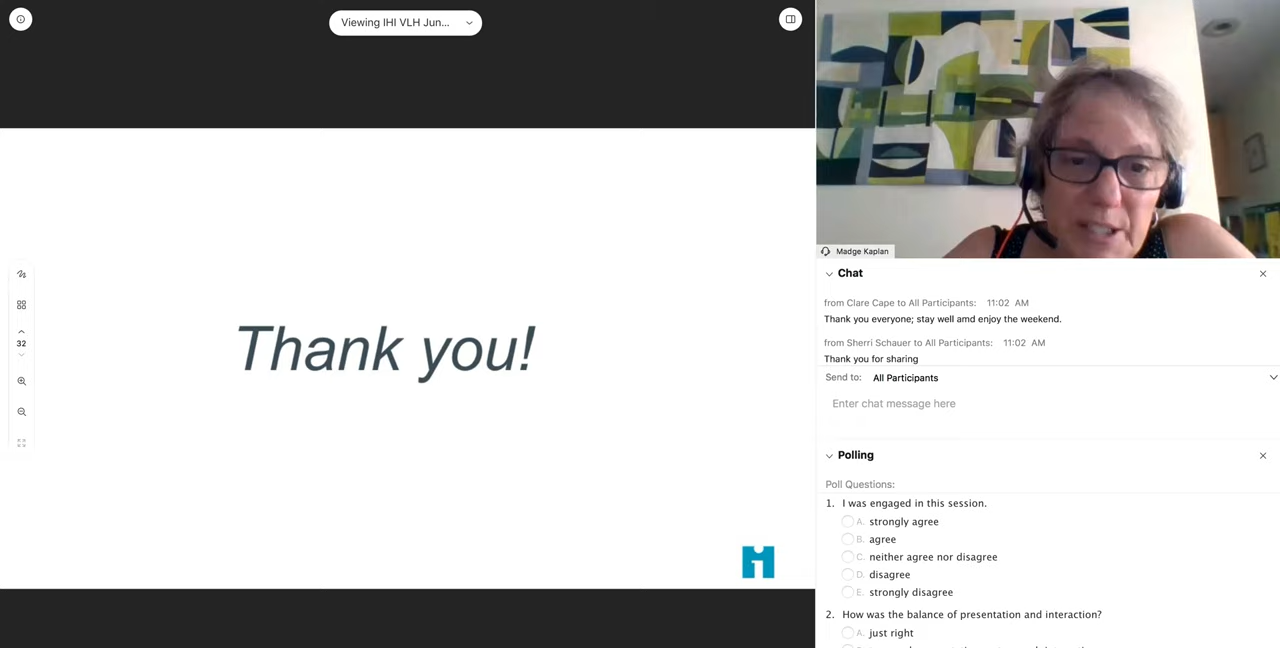 Viewing IHI VLH Jun...
32
Thank you!
Madge Kaplan
Chat
from Clare Cape to All Participants: 11:02 AM
Thank you everyone; stay well amd enjoy the weekend.
from Sherri Schauer to All Participants: 11:02 AM
Thank you for sharing
Send to: All Participants
Enter chat message here
Polling
Poll Questions:
1. I was engaged in this session.
A. strongly agree
B. agree
C. neither agree nor disagree
D. disagree
E. strongly disagree
2. How was the balance of presentation and interaction?
A. just right